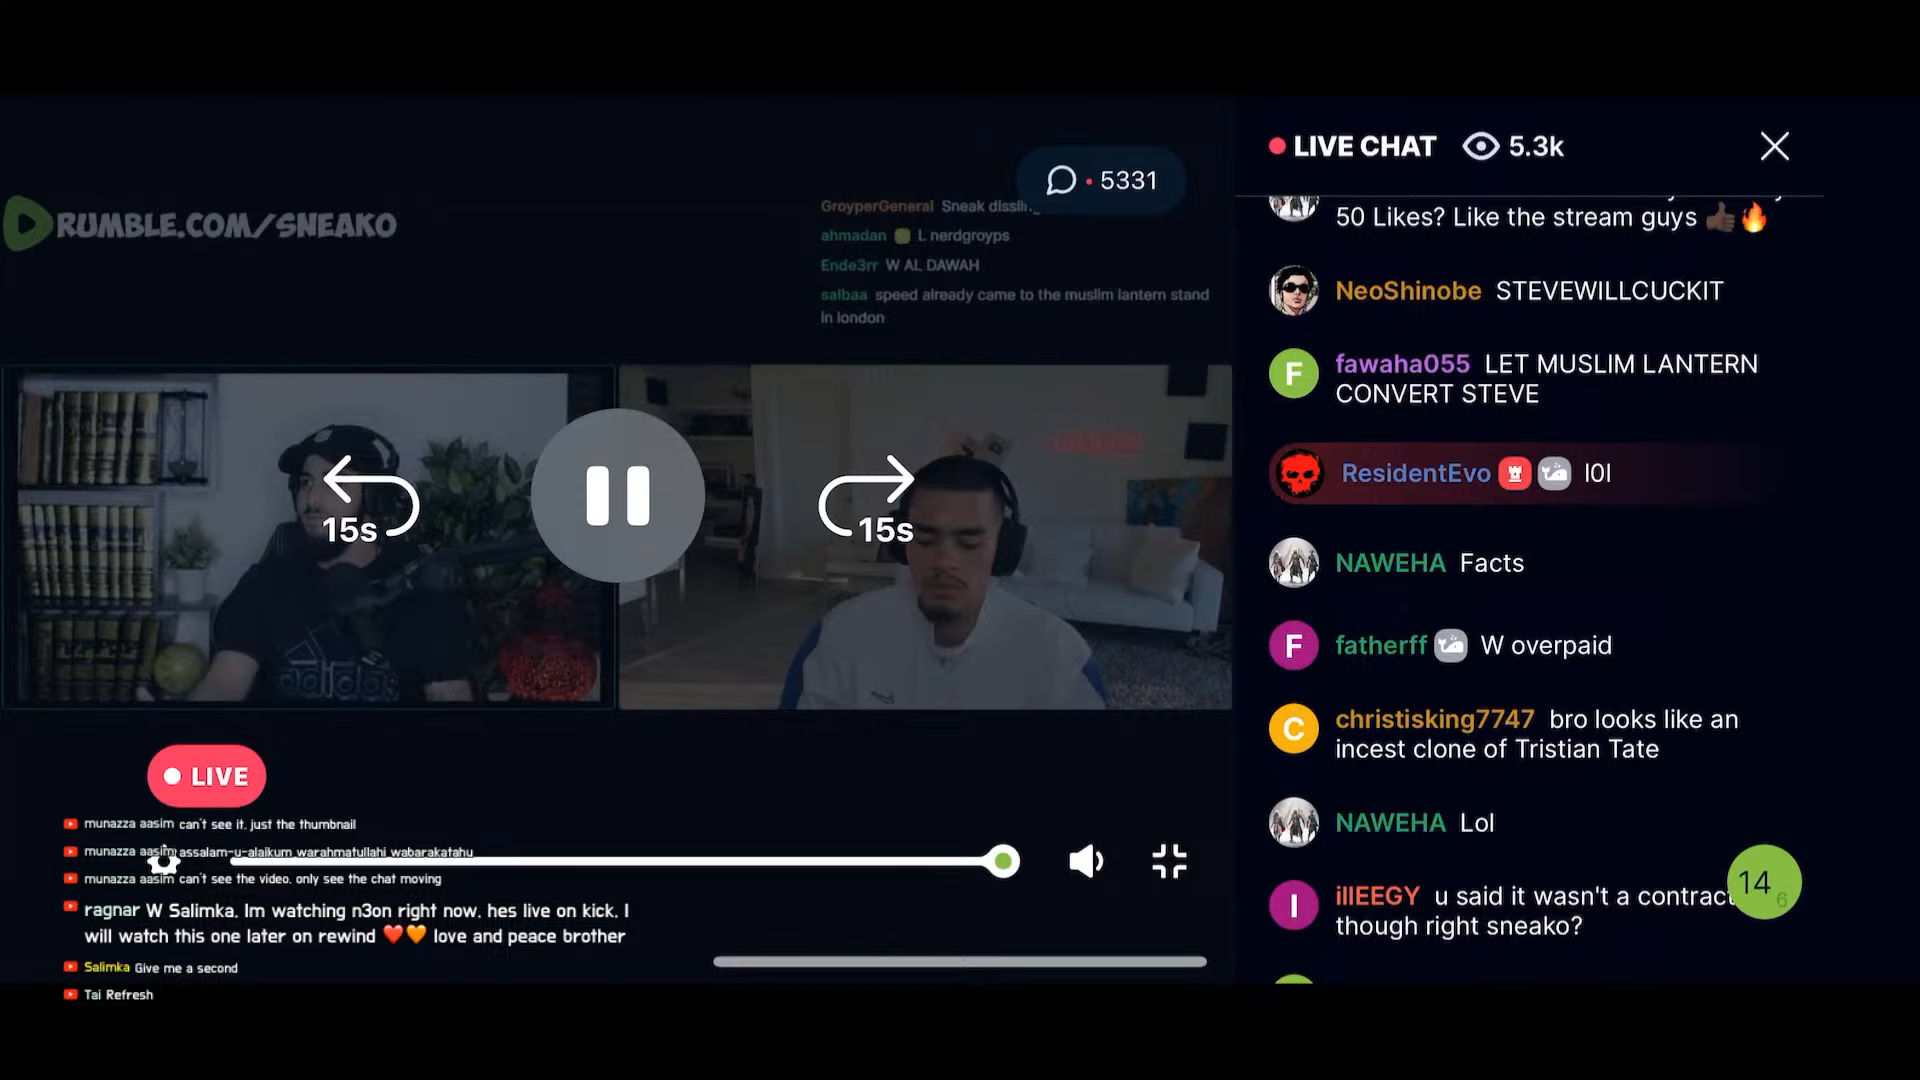 RUMBLE.COM/SNEAKO
5331
GroyperGeneral Sneak
ahmadan L nerdgroyps
Ende3rr W AL DAWAH
salbaa speed already came to the muslim lantern stand
in london
15s
15s
adidas
LIVE
munazza aasim can't see it. just the thumbnail
munazza aasim assalam-u-alaikum warahmatullahi wabarakatahu
munazza aasim can't see the video. only see the chat moving
ragnar W Salimka. Im watching n3on right now. hes live on kick. I
will watch this one later on rewind ❤️🧡 love and peace brother
Salimka Give me a second
Tai Refresh
LIVE CHAT 5.3k
50 Likes? Like the stream guys 👍🏾🔥
NeoShinobe STEVEWILLCUCKIT
F fawaha055 LET MUSLIM LANTERN
CONVERT STEVE
ResidentEvo l0l
NAWEHA Facts
F fatherff W overpaid
C christisking7747 bro looks like an
incest clone of Tristian Tate
NAWEHA Lol
I illEEGY u said it wasn't a contract
though right sneako?
14
6